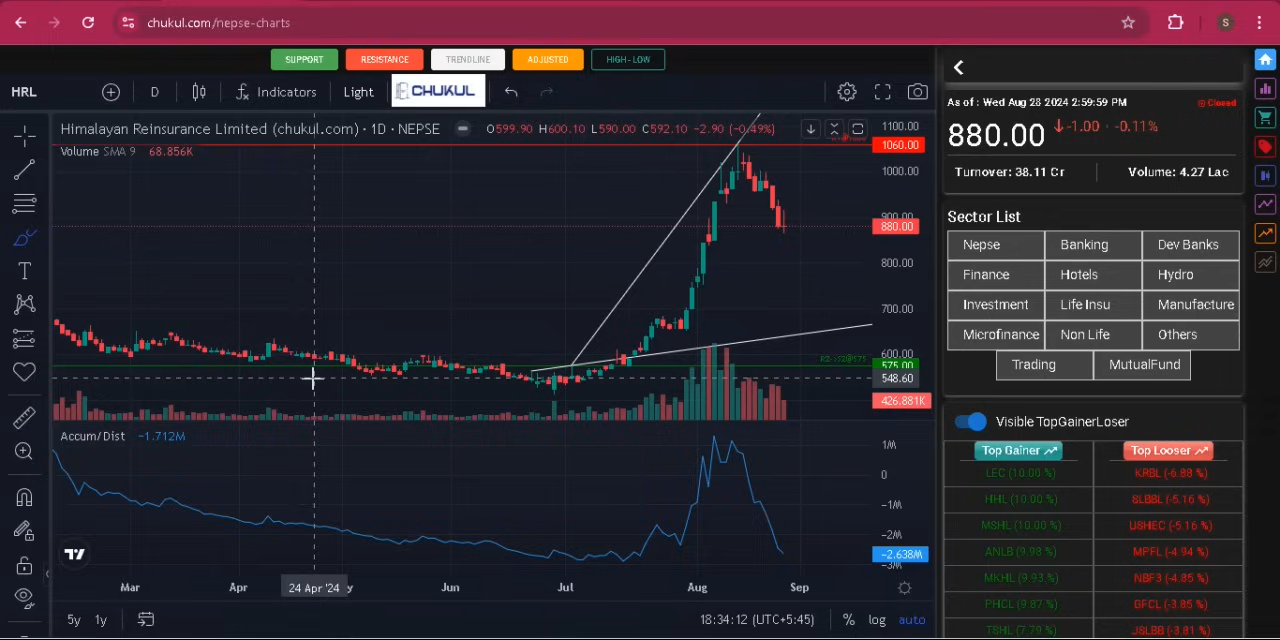 chukul.com/nepse-charts
S
SUPPORT RESISTANCE TRENDLINE ADJUSTED HIGH-LOW
HRL D Indicators Light CHUKUL
Himalayan Reinsurance Limited (chukul.com) · 1D · NEPSE O599.90 H600.10 L590.00 C592.10 -2.90 (-0.49%)
Volume SMA 9 68.856K
1100.00
1060.00
1000.00
900.00
880.00
800.00
700.00
600.00
575.00
548.60
426.881K
Accum/Dist -1.712M
1M
0
-1M
-2M
-2.638M
-3M
Mar Apr 24 Apr '24 Jun Jul Aug Sep
5y 1y 18:34:12 (UTC+5:45) % log auto
As of : Wed Aug 28 2024 2:59:59 PM Closed
880.00 -1.00 · -0.11%
Turnover: 38.11 Cr Volume: 4.27 Lac
Sector List
Nepse Banking Dev Banks
Finance Hotels Hydro
Investment Life Insu Manufacture
Microfinance Non Life Others
Trading MutualFund
Visible TopGainerLoser
Top Gainer Top Looser
LEC (10.00 %) KRBL (-6.88 %)
HHL (10.00 %) SLBBL (-5.16 %)
MSHL (10.00 %) USHEC (-5.16 %)
ANLB (9.98 %) MPFL (-4.94 %)
MKHL (9.93 %) NBF3 (-4.85 %)
PHCL (9.87 %) GFCL (-3.85 %)
TSHL (7.79 %) JSLBB (-3.81 %)